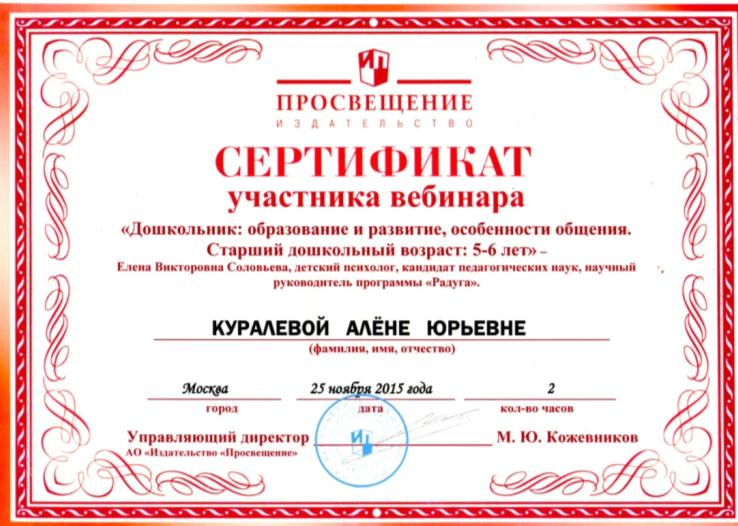 ИП
ПРОСВЕЩЕНИЕ
ИЗДАТЕЛЬСТВО
СЕРТИФИКАТ
участника вебинара
«Дошкольник: образование и развитие, особенности общения.
Старший дошкольный возраст: 5-6 лет» –
Елена Викторовна Соловьева, детский психолог, кандидат педагогических наук, научный
руководитель программы «Радуга».
КУРАЛЕВОЙ АЛЁНЕ ЮРЬЕВНЕ
(фамилия, имя, отчество)
Москва 25 ноября 2015 года 2
город дата кол-во часов
Управляющий директор М. Ю. Кожевников
АО «Издательство «Просвещение»
ИП